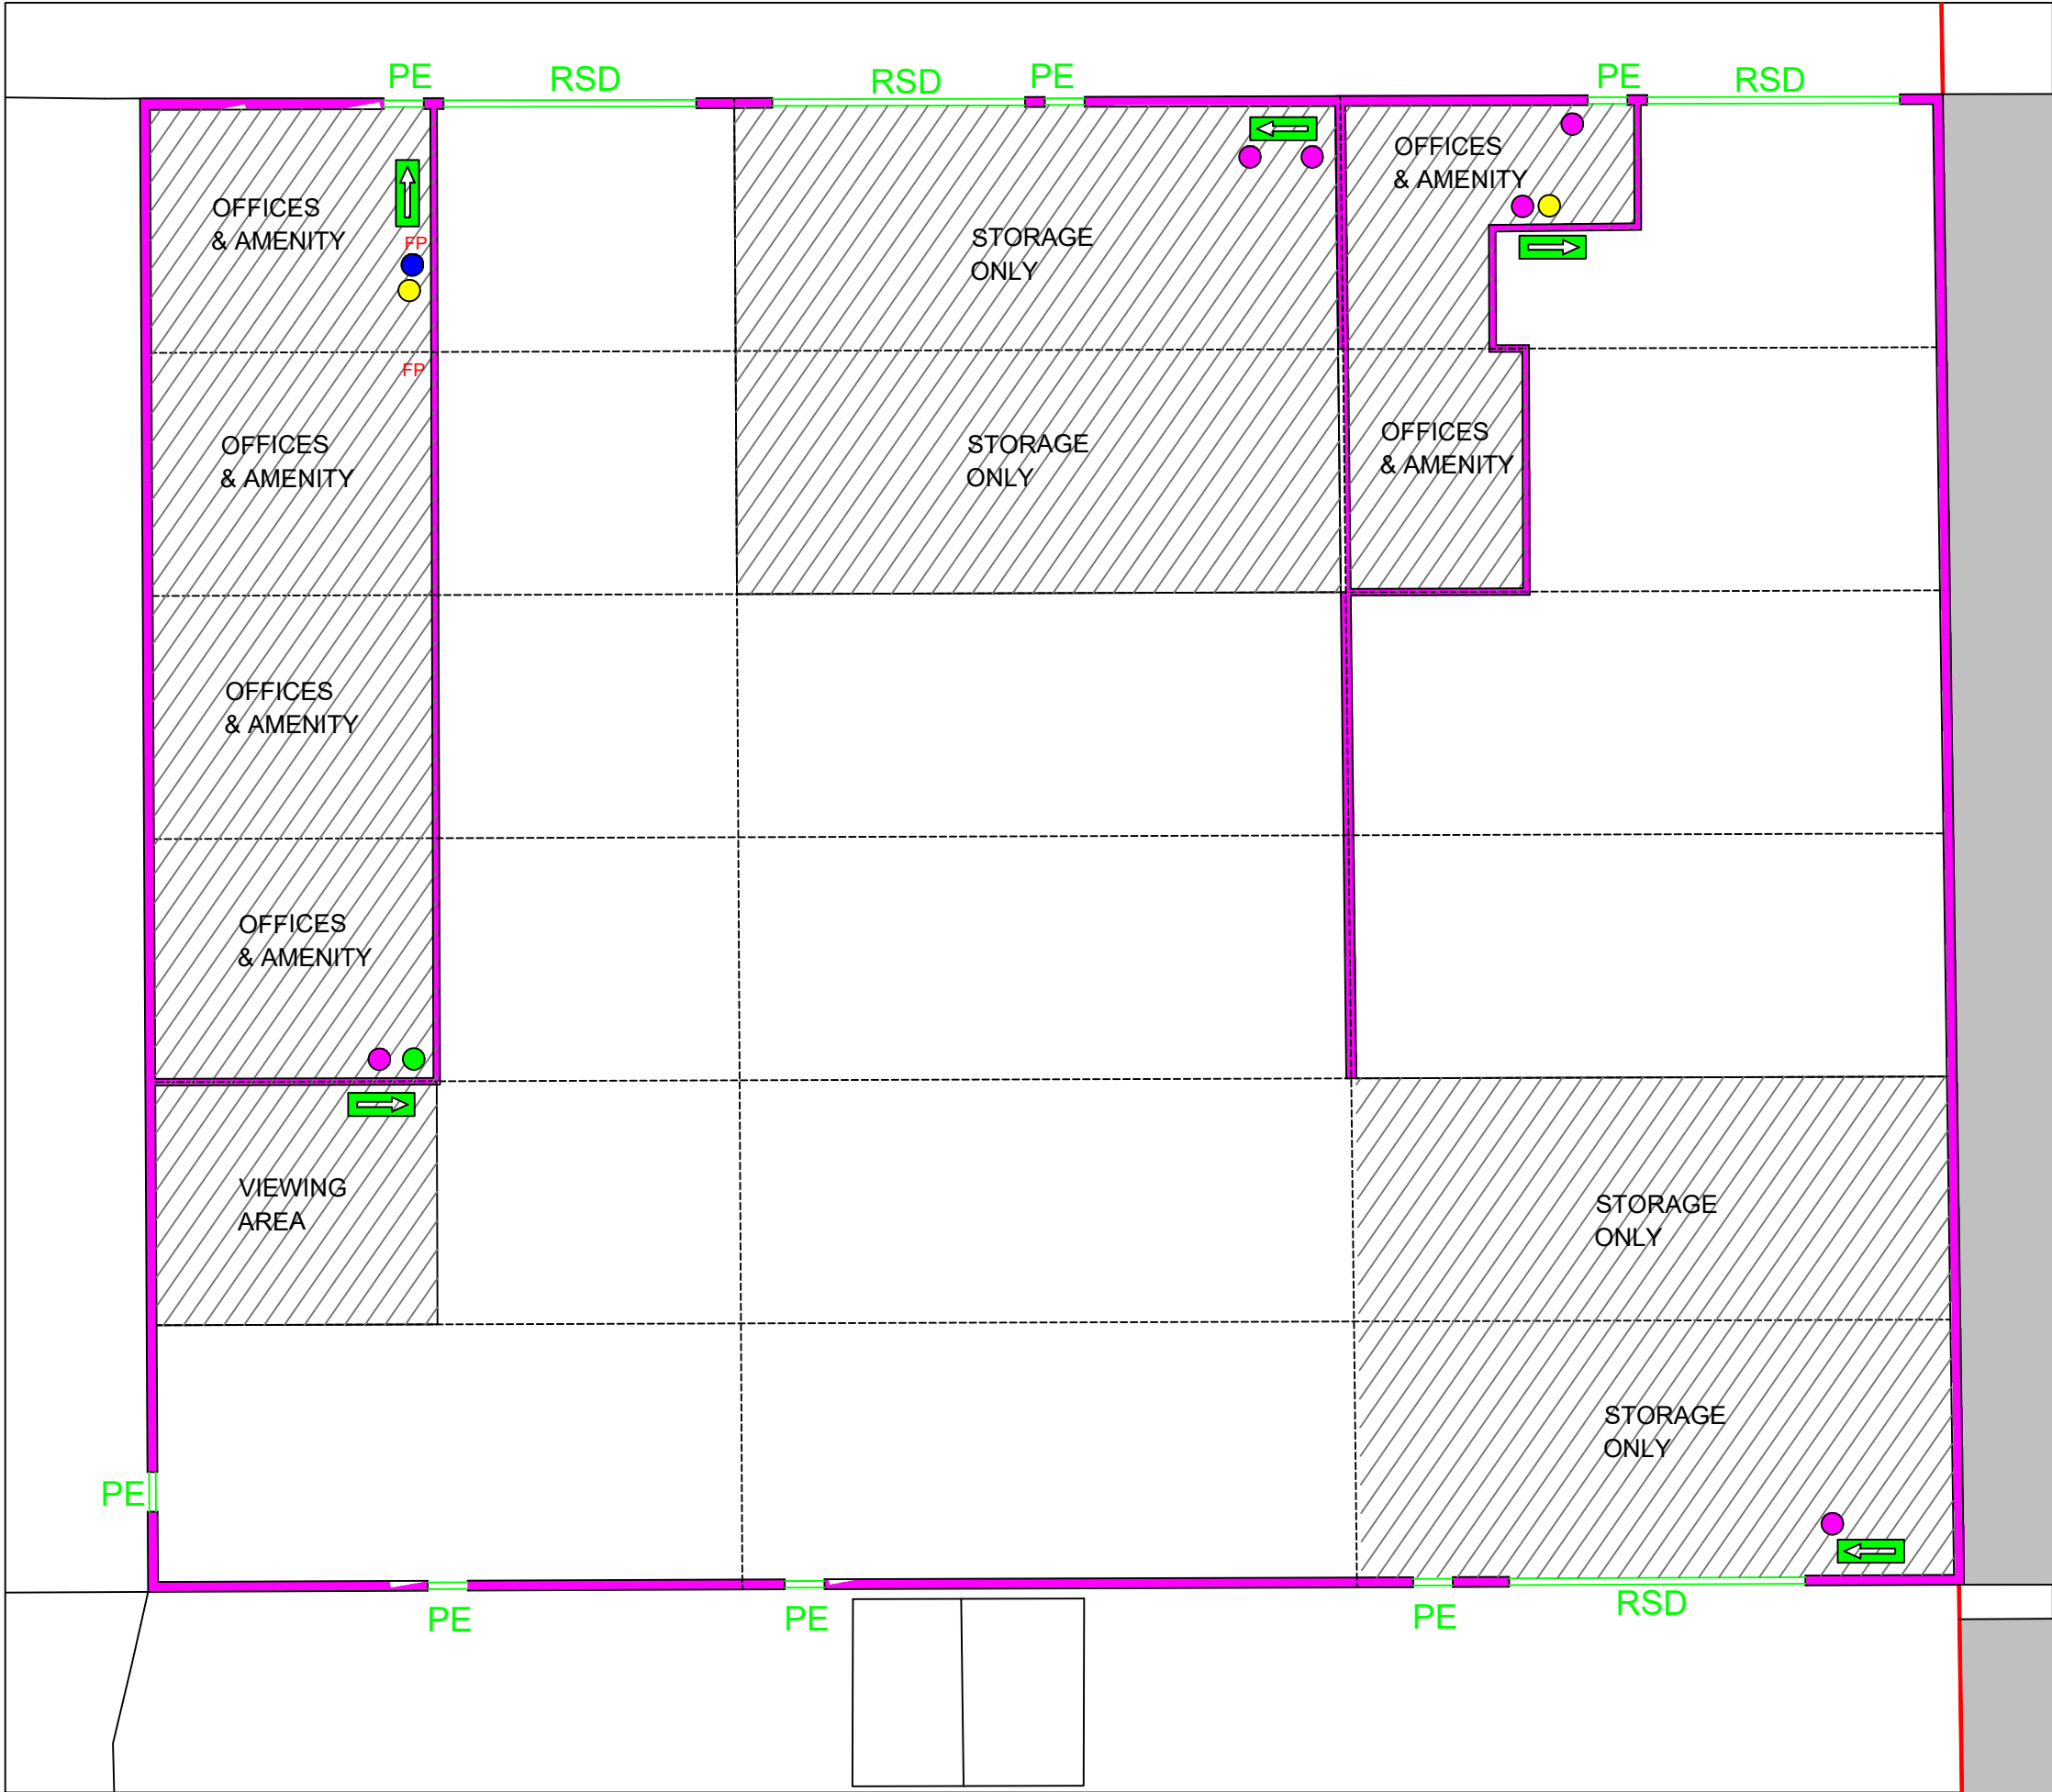 PE
RSD
RSD
PE
PE
RSD
OFFICES
& AMENITY
FP
FP
STORAGE
ONLY
OFFICES
& AMENITY
OFFICES
& AMENITY
STORAGE
ONLY
OFFICES
& AMENITY
OFFICES
& AMENITY
OFFICES
& AMENITY
VIEWING
AREA
STORAGE
ONLY
STORAGE
ONLY
PE
PE
PE
PE
RSD